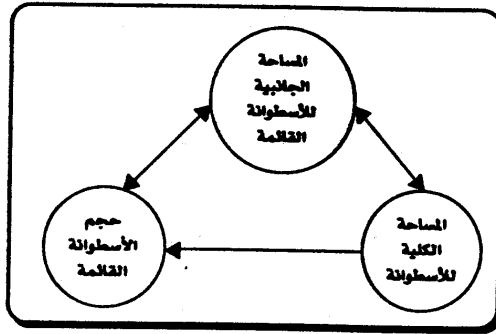 المساحة
الجانبية
للأسطوانة
القائمة
حجم
الأسطوانة
القائمة
المساحة
الكلية
للأسطوانة